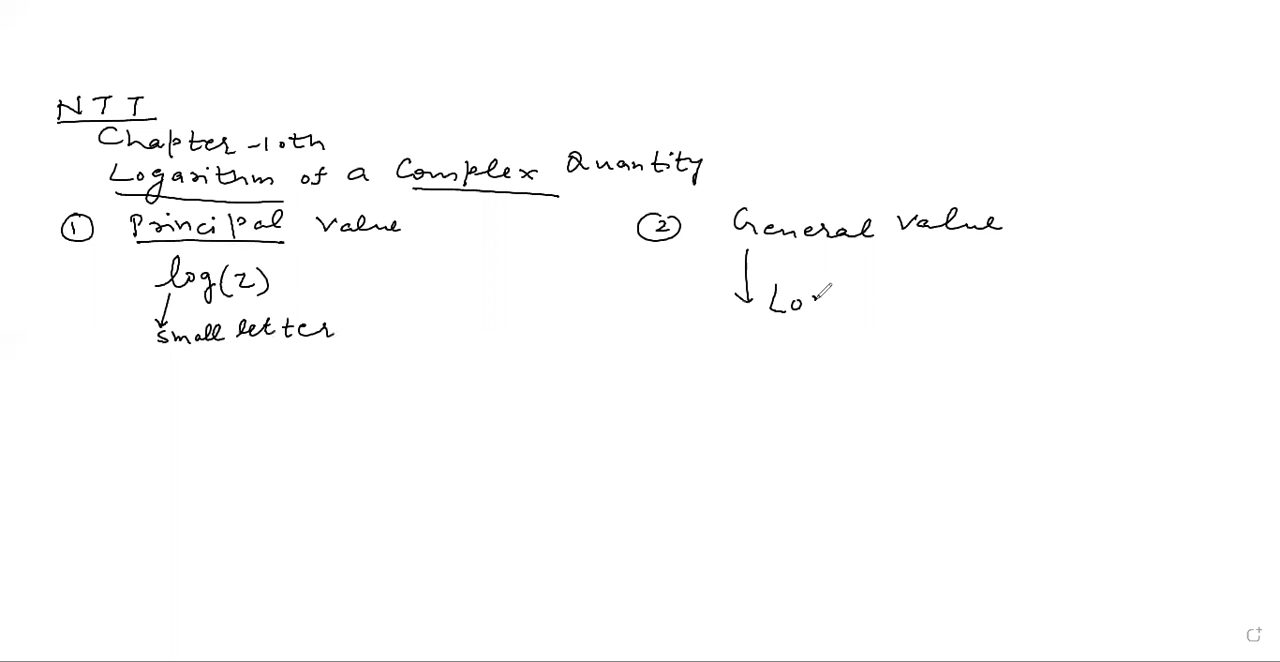 NTT
Chapter-10th
Logarithm of a Complex Quantity
① Principal value
② General value
log(z)
Lo
small letter